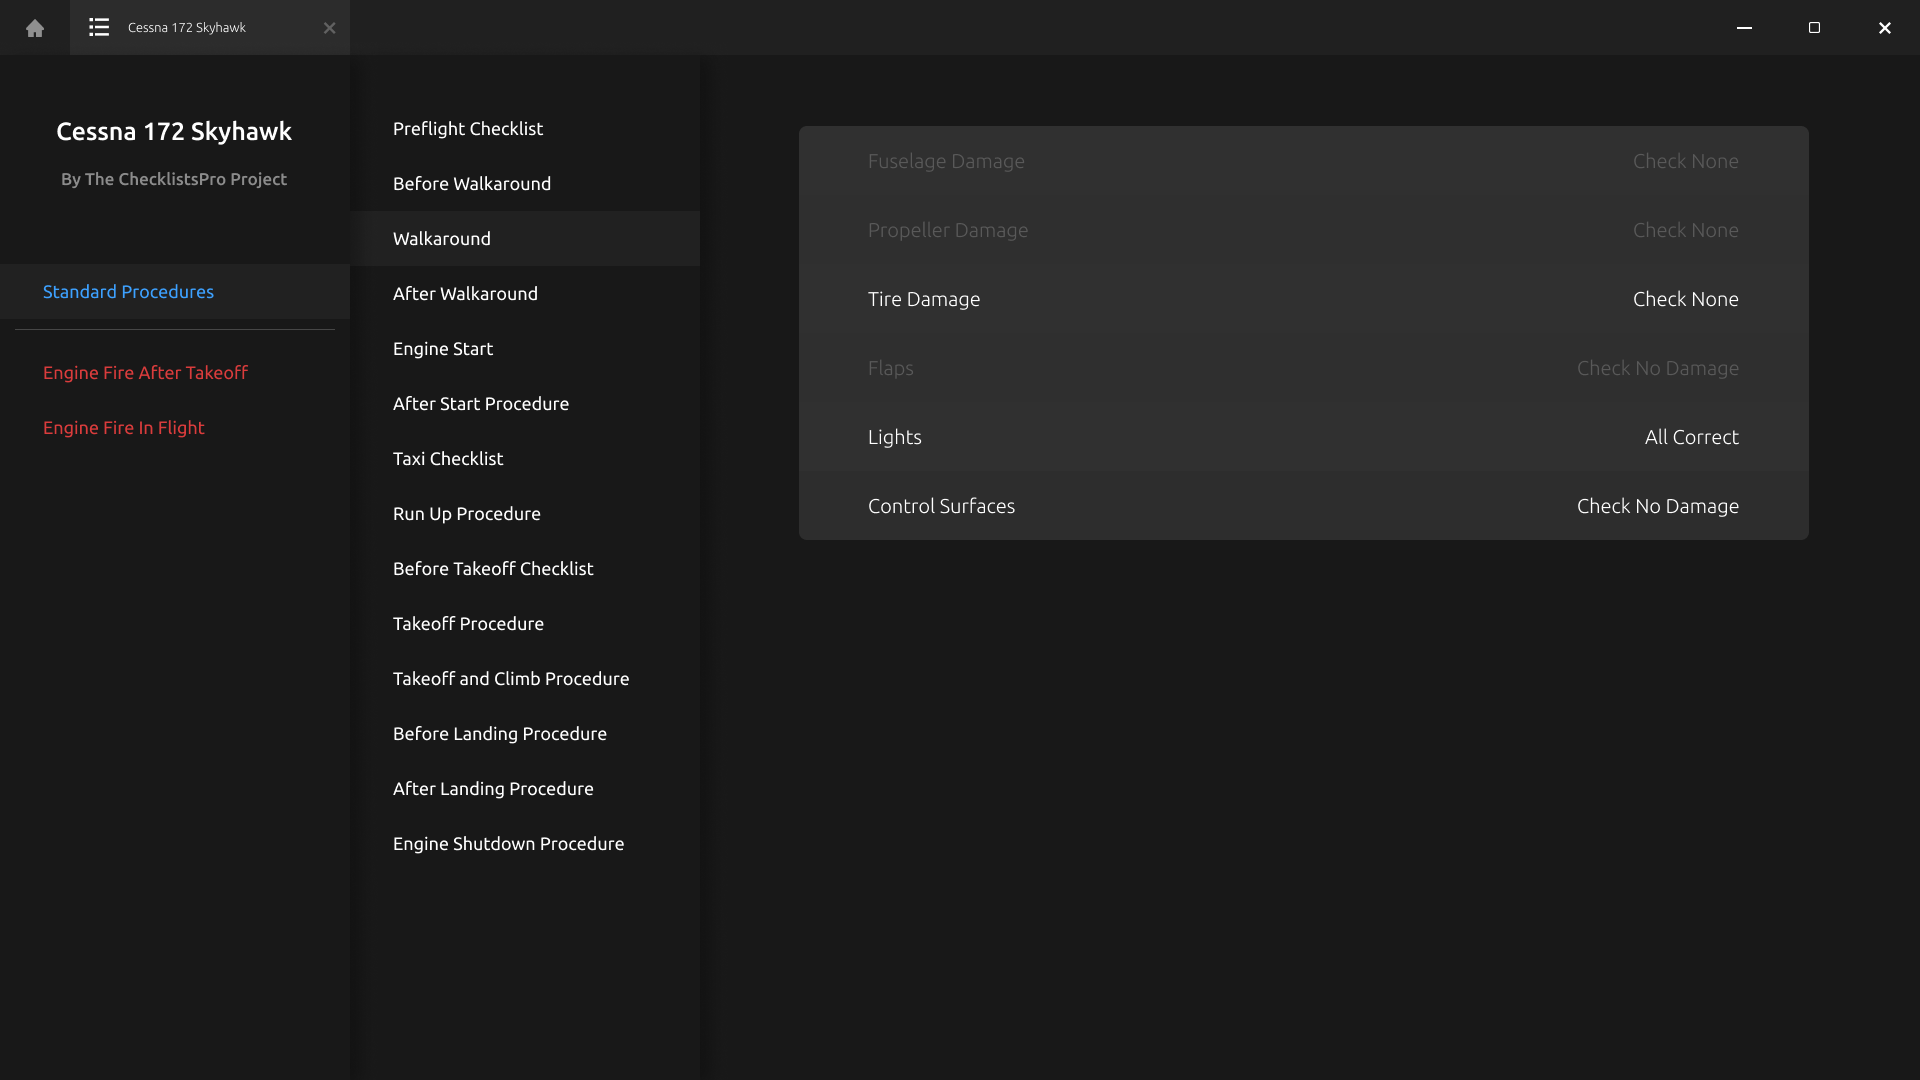 Cessna 172 Skyhawk
Cessna 172 Skyhawk
By The ChecklistsPro Project
Standard Procedures
Engine Fire After Takeoff
Engine Fire In Flight
Preflight Checklist
Before Walkaround
Walkaround
After Walkaround
Engine Start
After Start Procedure
Taxi Checklist
Run Up Procedure
Before Takeoff Checklist
Takeoff Procedure
Takeoff and Climb Procedure
Before Landing Procedure
After Landing Procedure
Engine Shutdown Procedure
Fuselage Damage Check None
Propeller Damage Check None
Tire Damage Check None
Flaps Check No Damage
Lights All Correct
Control Surfaces Check No Damage